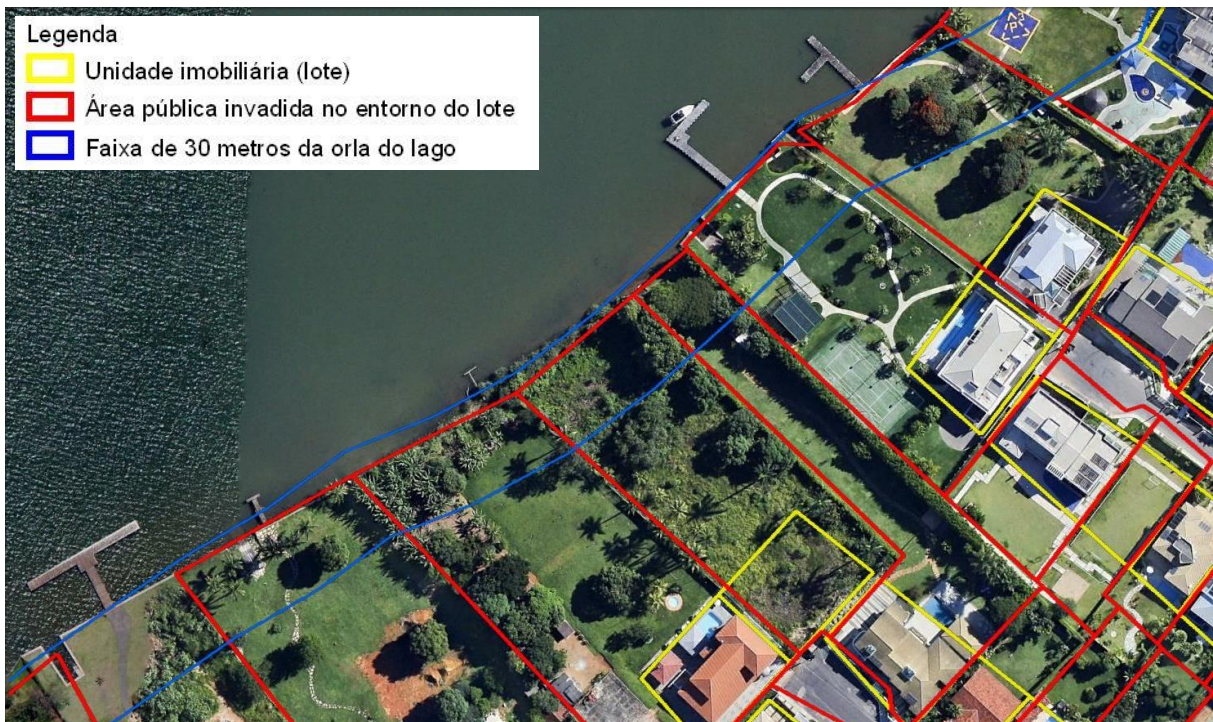 Legenda
Unidade imobiliária (lote)
Área pública invadida no entorno do lote
Faixa de 30 metros da orla do lago